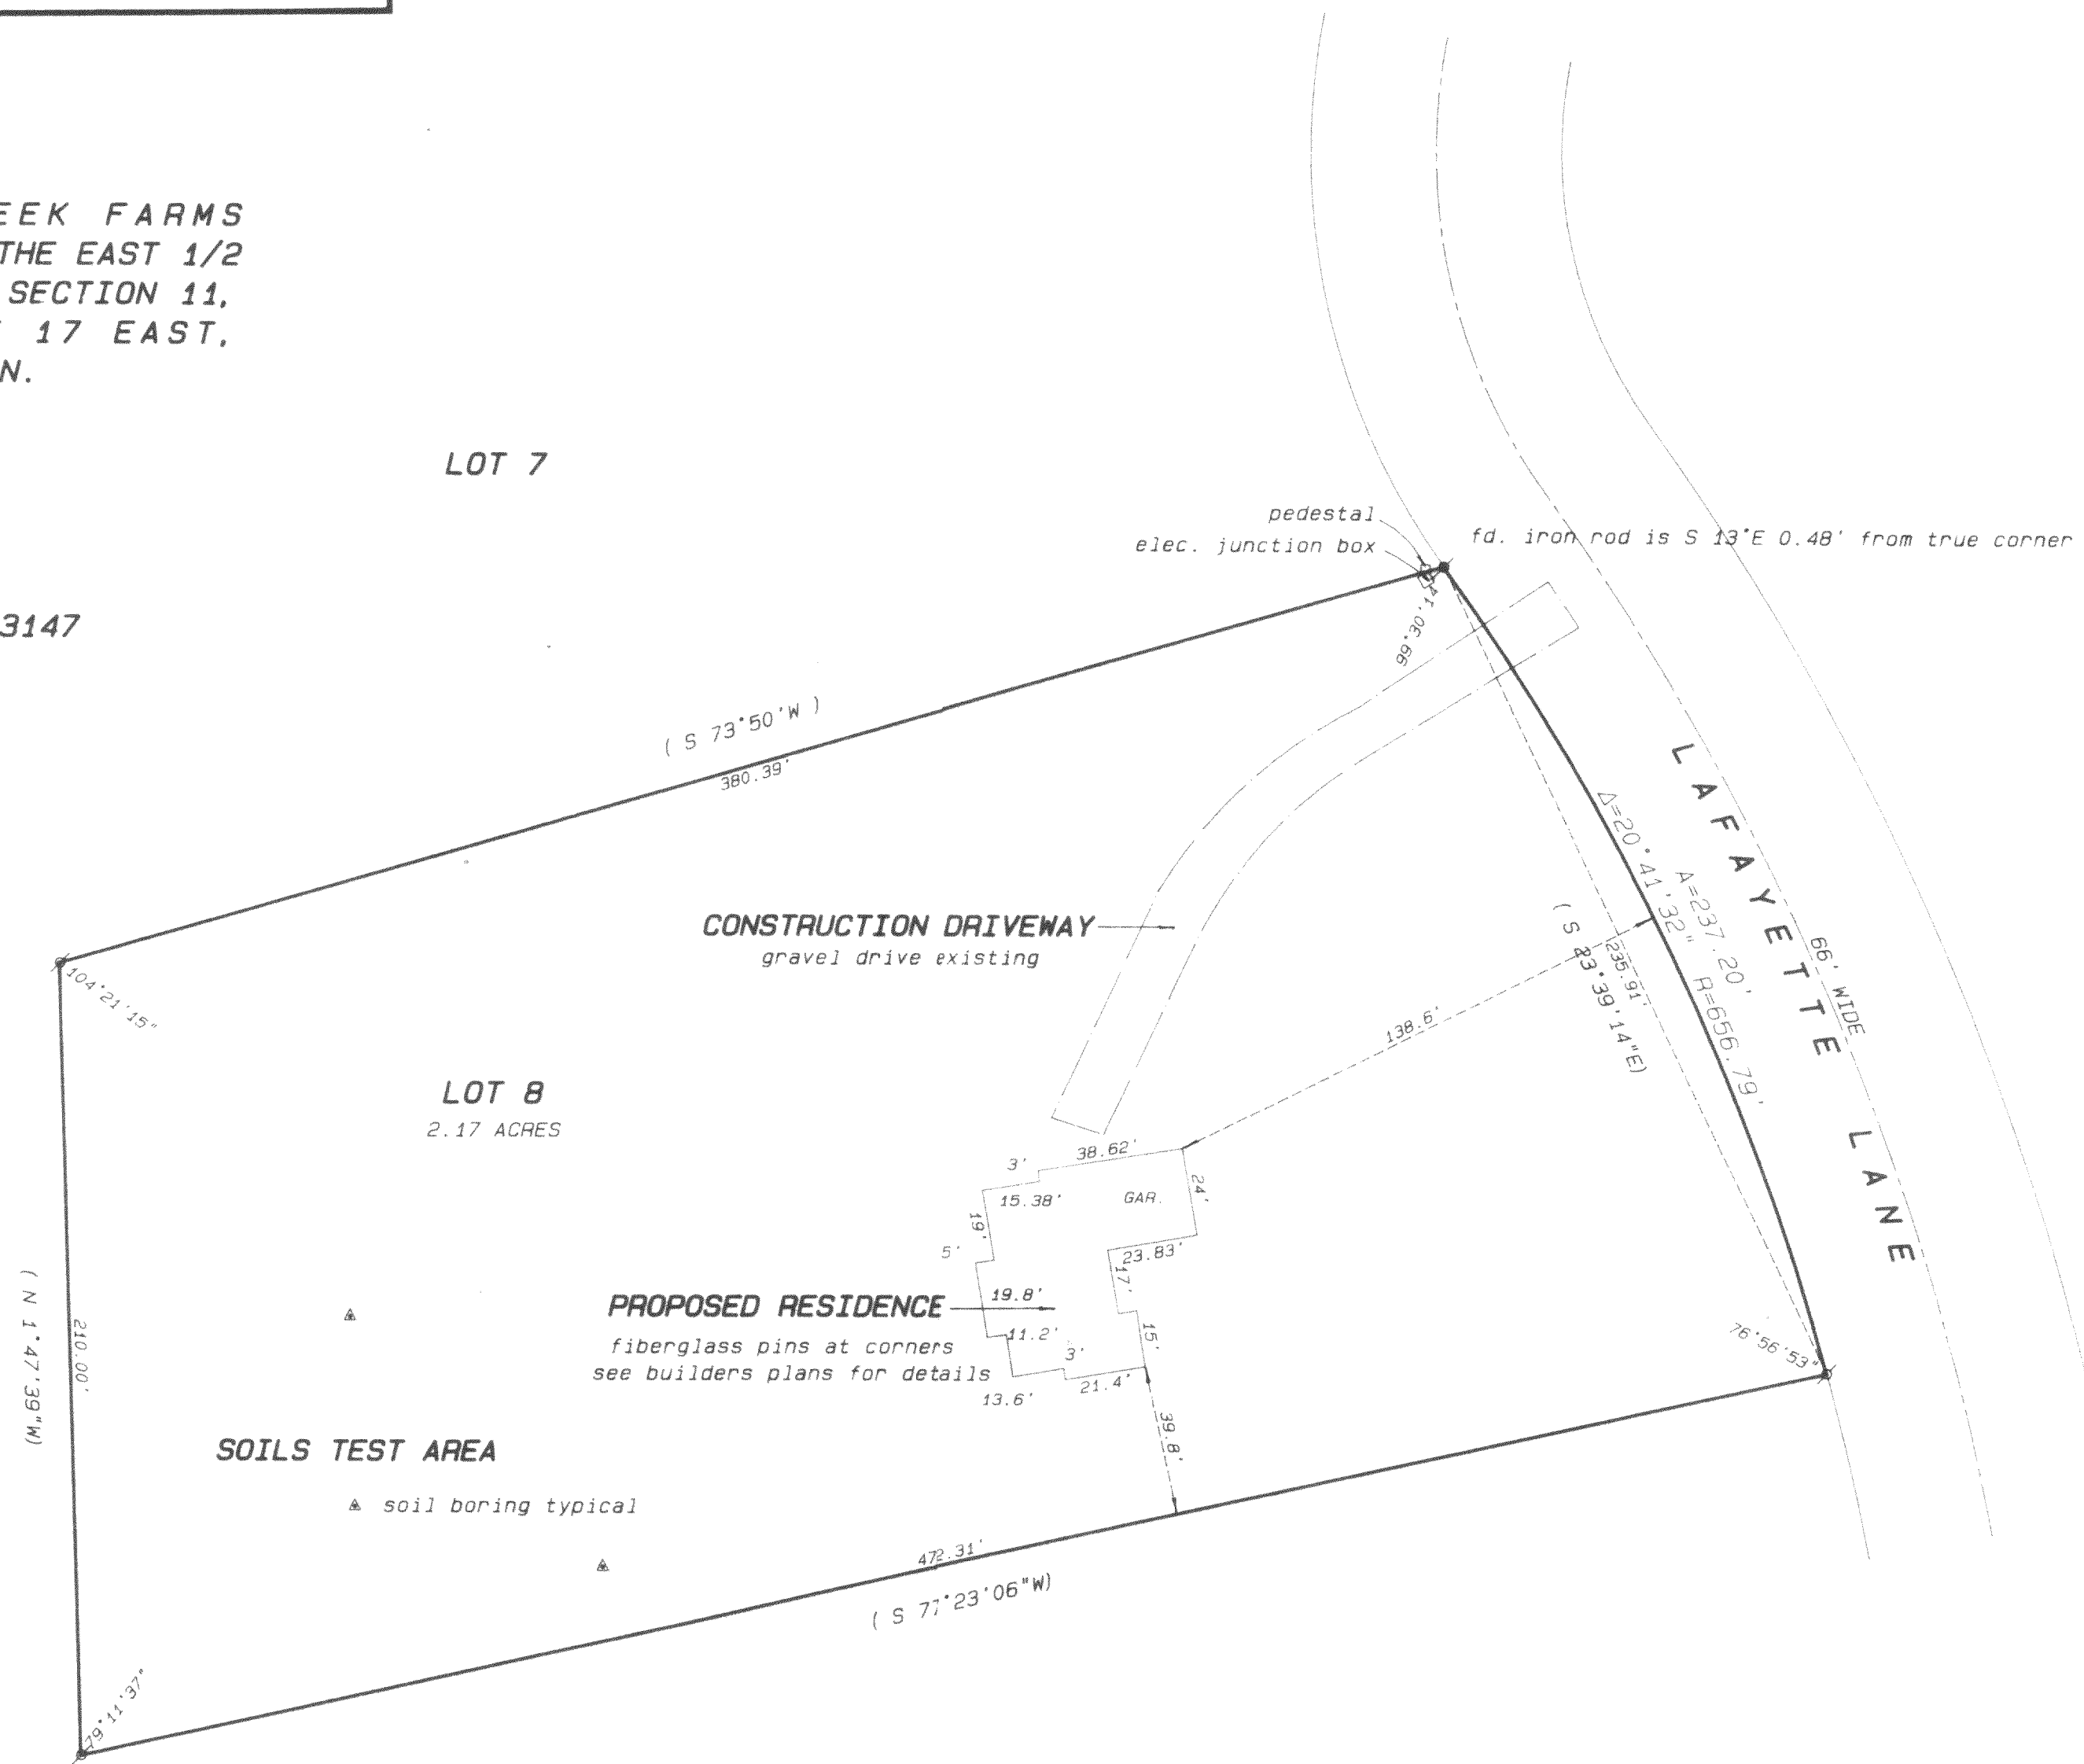 EEK FARMS
THE EAST 1/2
SECTION 11,
17 EAST,
N.
LOT 7
3147
pedestal
elec. junction box
fd. iron rod is S 13°E 0.48' from true corner
99°30'14"
( S 73°50'W )
380.39'
LAFAYETTE LANE
66' WIDE
Δ=20°41'32"
A=237.20' R=656.79'
235.91'
( S 23°39'14"E)
138.6'
CONSTRUCTION DRIVEWAY
gravel drive existing
104°21'15"
LOT 8
2.17 ACRES
3'
38.62'
15.38'
GAR.
24'
19'
5'
23.83'
17'
19.8'
PROPOSED RESIDENCE
fiberglass pins at corners
see builders plans for details
11.2'
3'
15'
13.6'
21.4'
39.8'
76°56'53"
( N 1°47'39"W)
210.00'
SOILS TEST AREA
soil boring typical
472.31'
( S 77°23'06"W)
79°11'37"